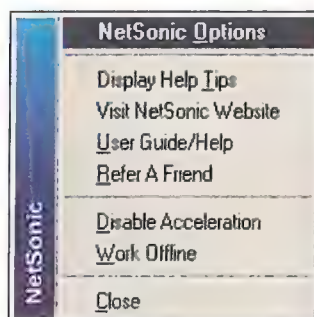 NetSonic Options
Display Help Tips
Visit NetSonic Website
User Guide/Help
Refer A Friend
Disable Acceleration
Work Offline
Close
NetSonic